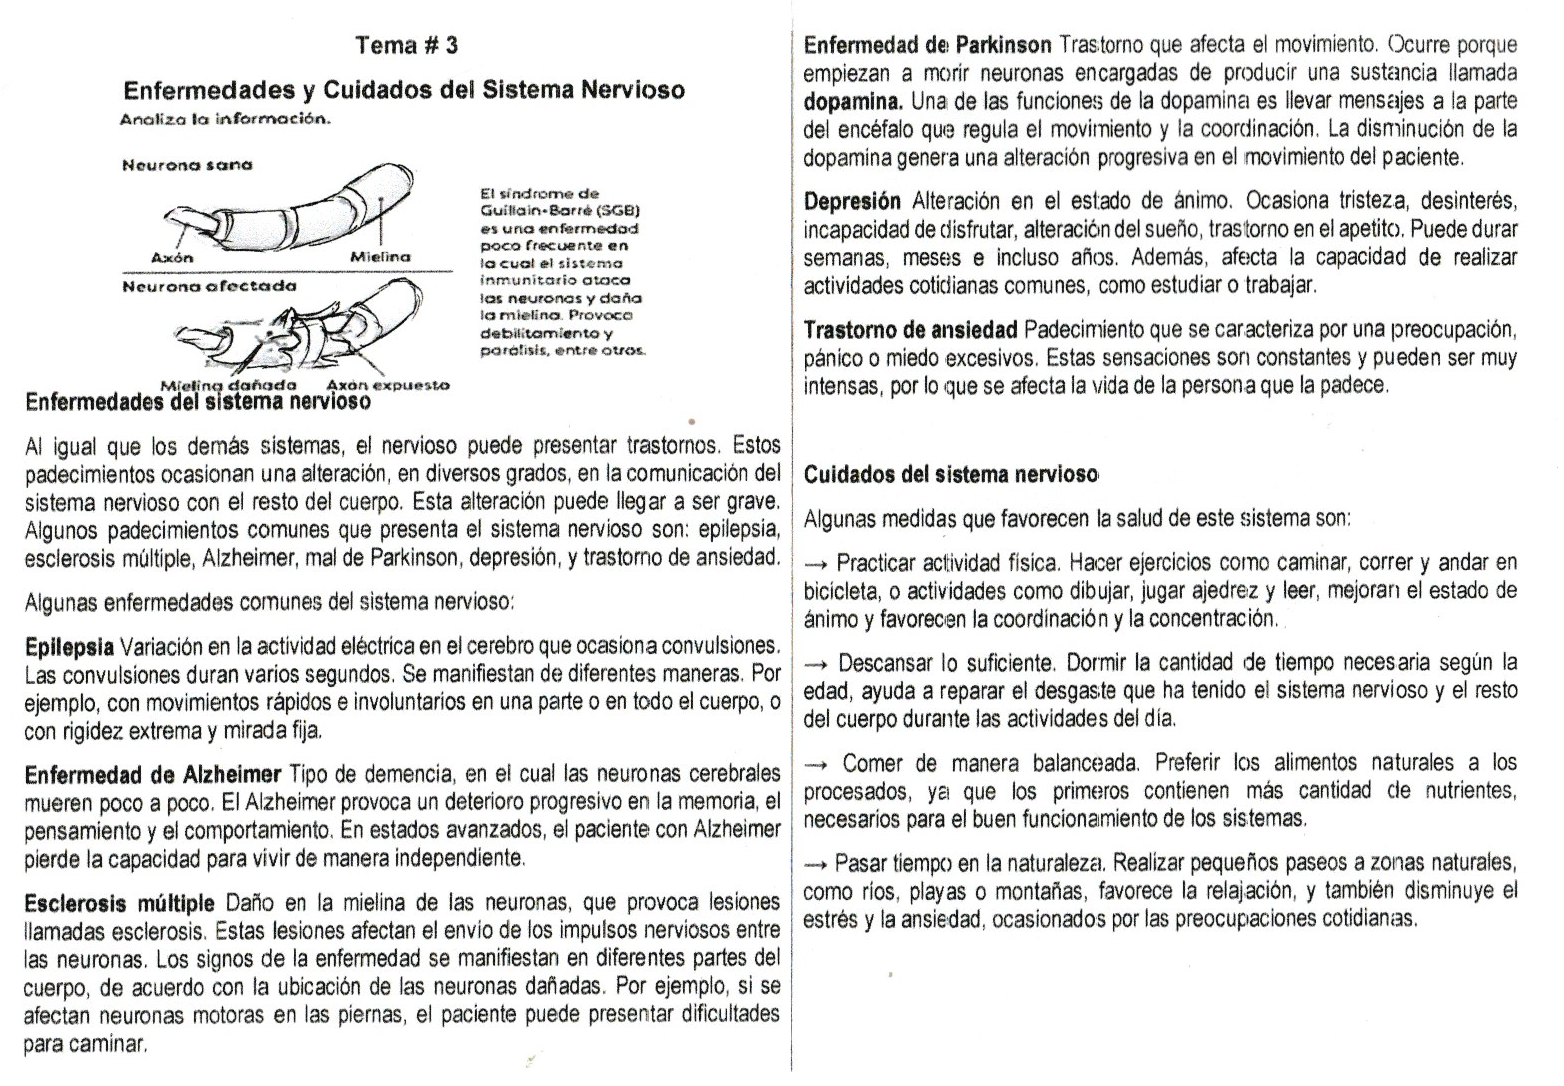 Tema # 3
Enfermedades y Cuidados del Sistema Nervioso
Analiza la información.
Neurona sana
Axón
Mielina
Neurona afectada
Mielina dañada
Axón expuesto
El síndrome de
Guillain-Barré (SGB)
es una enfermedad
poco frecuente en
la cual el sistema
inmunitario ataca
las neuronas y daña
la mielina. Provoca
debilitamiento y
parálisis, entre otros.
Enfermedades del sistema nervioso
Al igual que los demás sistemas, el nervioso puede presentar trastornos. Estos
padecimientos ocasionan una alteración, en diversos grados, en la comunicación del
sistema nervioso con el resto del cuerpo. Esta alteración puede llegar a ser grave.
Algunos padecimientos comunes que presenta el sistema nervioso son: epilepsia,
esclerosis múltiple, Alzheimer, mal de Parkinson, depresión, y trastorno de ansiedad.
Algunas enfermedades comunes del sistema nervioso:
Epilepsia Variación en la actividad eléctrica en el cerebro que ocasiona convulsiones.
Las convulsiones duran varios segundos. Se manifiestan de diferentes maneras. Por
ejemplo, con movimientos rápidos e involuntarios en una parte o en todo el cuerpo, o
con rigidez extrema y mirada fija.
Enfermedad de Alzheimer Tipo de demencia, en el cual las neuronas cerebrales
mueren poco a poco. El Alzheimer provoca un deterioro progresivo en la memoria, el
pensamiento y el comportamiento. En estados avanzados, el paciente con Alzheimer
pierde la capacidad para vivir de manera independiente.
Esclerosis múltiple Daño en la mielina de las neuronas, que provoca lesiones
llamadas esclerosis. Estas lesiones afectan el envío de los impulsos nerviosos entre
las neuronas. Los signos de la enfermedad se manifiestan en diferentes partes del
cuerpo, de acuerdo con la ubicación de las neuronas dañadas. Por ejemplo, si se
afectan neuronas motoras en las piernas, el paciente puede presentar dificultades
para caminar.
Enfermedad de Parkinson Trastorno que afecta el movimiento. Ocurre porque
empiezan a morir neuronas encargadas de producir una sustancia llamada
dopamina. Una de las funciones de la dopamina es llevar mensajes a la parte
del encéfalo que regula el movimiento y la coordinación. La disminución de la
dopamina genera una alteración progresiva en el movimiento del paciente.
Depresión Alteración en el estado de ánimo. Ocasiona tristeza, desinterés,
incapacidad de disfrutar, alteración del sueño, trastorno en el apetito. Puede durar
semanas, meses e incluso años. Además, afecta la capacidad de realizar
actividades cotidianas comunes, como estudiar o trabajar.
Trastorno de ansiedad Padecimiento que se caracteriza por una preocupación,
pánico o miedo excesivos. Estas sensaciones son constantes y pueden ser muy
intensas, por lo que se afecta la vida de la persona que la padece.
Cuidados del sistema nervioso
Algunas medidas que favorecen la salud de este sistema son:
→ Practicar actividad física. Hacer ejercicios como caminar, correr y andar en
bicicleta, o actividades como dibujar, jugar ajedrez y leer, mejoran el estado de
ánimo y favorecen la coordinación y la concentración.
→ Descansar lo suficiente. Dormir la cantidad de tiempo necesaria según la
edad, ayuda a reparar el desgaste que ha tenido el sistema nervioso y el resto
del cuerpo durante las actividades del día.
→ Comer de manera balanceada. Preferir los alimentos naturales a los
procesados, ya que los primeros contienen más cantidad de nutrientes,
necesarios para el buen funcionamiento de los sistemas.
→ Pasar tiempo en la naturaleza. Realizar pequeños paseos a zonas naturales,
como ríos, playas o montañas, favorece la relajación, y también disminuye el
estrés y la ansiedad, ocasionados por las preocupaciones cotidianas.